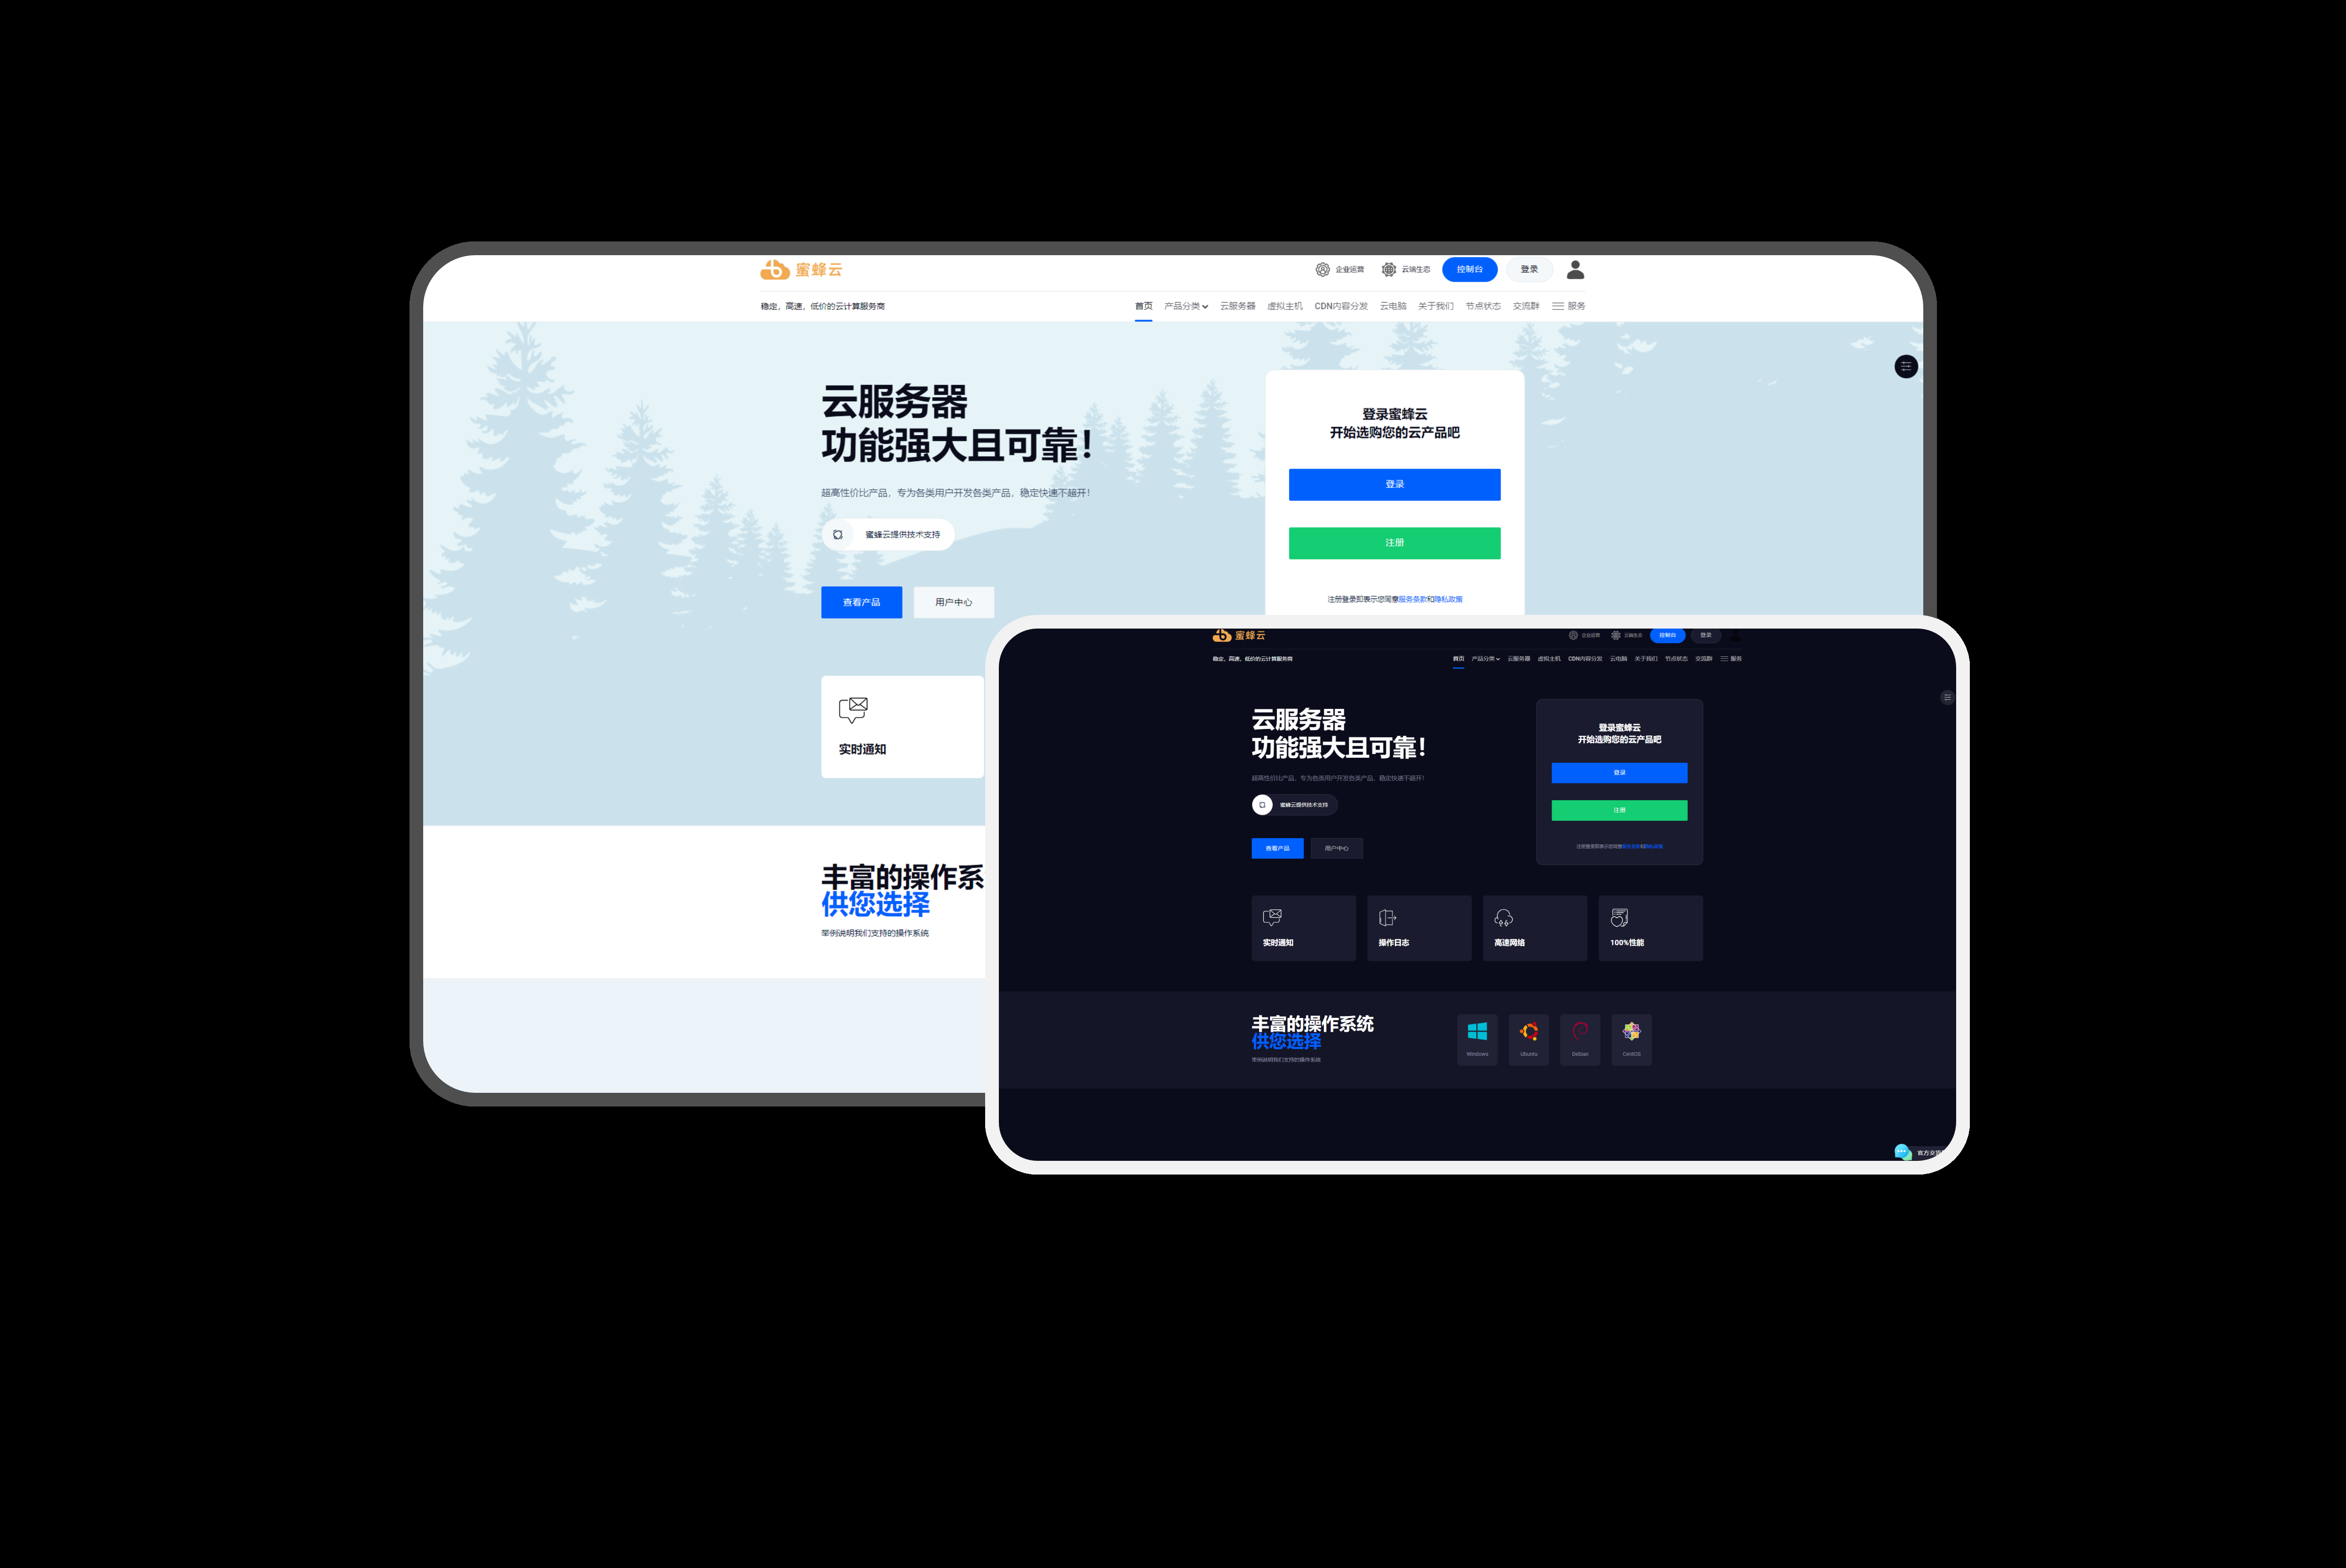 蜜蜂云
企业运营 云端生态 控制台 登录
稳定，高速，低价的云计算服务商
首页 产品分类 云服务器 虚拟主机 CDN内容分发 云电脑 关于我们 节点状态 交流群 服务
云服务器
功能强大且可靠！
超高性价比产品，专为各类用户开发各类产品，稳定快速不超开！
蜜蜂云提供技术支持
查看产品 用户中心
登录蜜蜂云
开始选购您的云产品吧
登录
注册
注册登录即表示您同意服务条款和隐私政策
实时通知
丰富的操作系
供您选择
举例说明我们支持的操作系统
蜜蜂云
企业运营 云端生态 控制台 登录
稳定，高速，低价的云计算服务商
首页 产品分类 云服务器 虚拟主机 CDN内容分发 云电脑 关于我们 节点状态 交流群 服务
云服务器
功能强大且可靠！
超高性价比产品，专为各类用户开发各类产品，稳定快速不超开！
蜜蜂云提供技术支持
查看产品 用户中心
登录蜜蜂云
开始选购您的云产品吧
登录
注册
注册登录即表示您同意服务条款和隐私政策
实时通知 操作日志 高速网络 100%性能
丰富的操作系统
供您选择
举例说明我们支持的操作系统
Windows Ubuntu Debian CentOS
官方交流